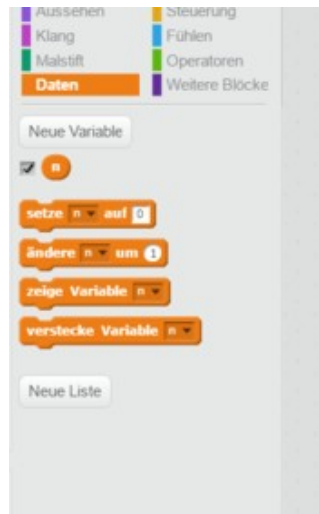 Aussehen Steuerung
Klang Fühlen
Malstift Operatoren
Daten Weitere Blöcke
Neue Variable
n
setze n auf 0
ändere n um 1
zeige Variable n
verstecke Variable n
Neue Liste